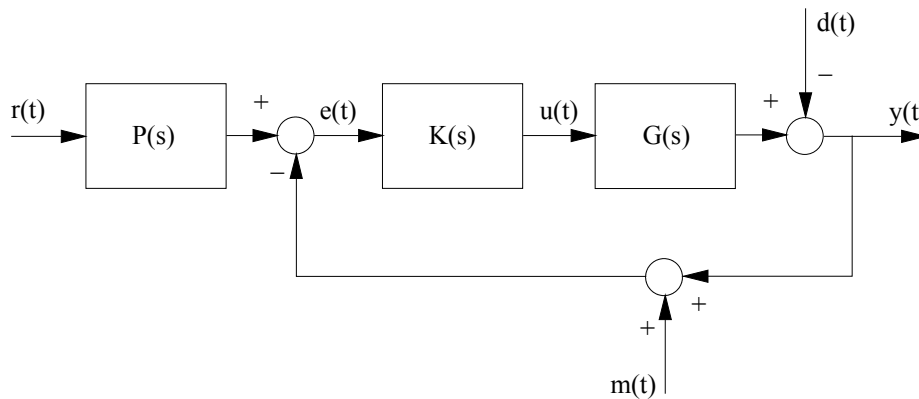 d(t)
−
r(t)
P(s)
+
e(t)
K(s)
u(t)
G(s)
+
y(t
−
+
+
m(t)